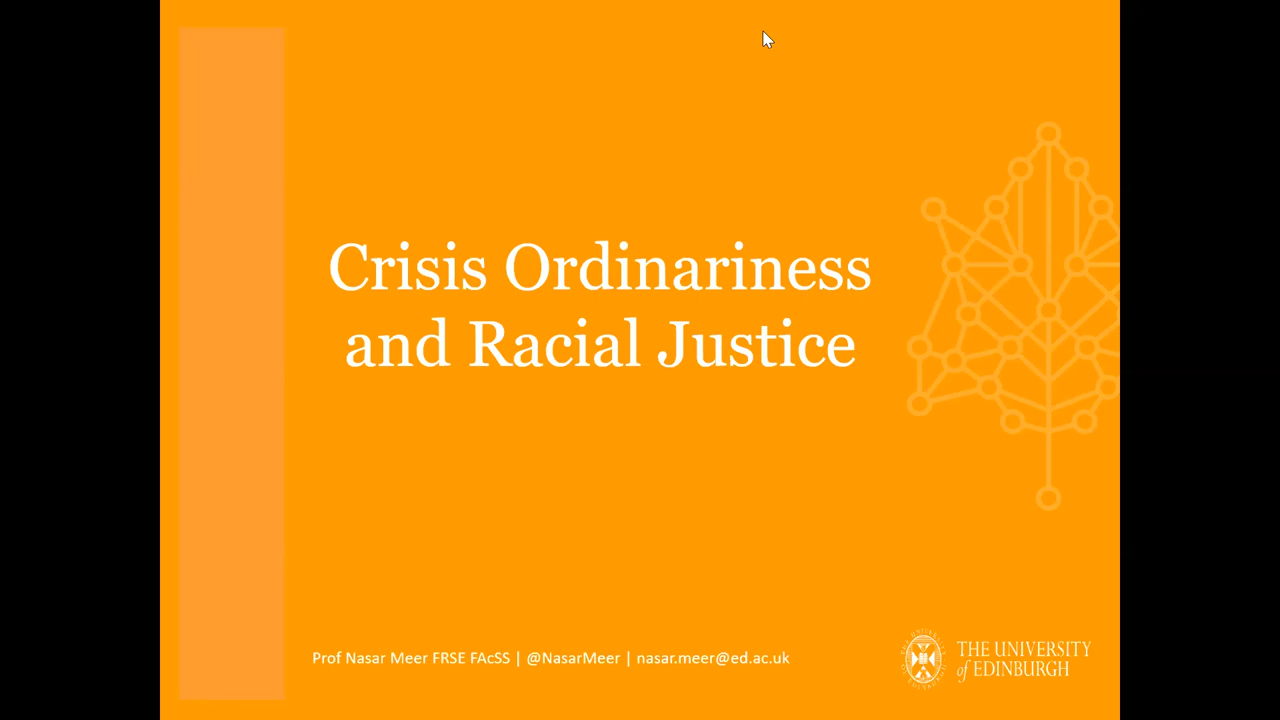 Crisis Ordinariness
and Racial Justice
Prof Nasar Meer FRSE FAcSS | @NasarMeer | nasar.meer@ed.ac.uk
THE UNIVERSITY
of EDINBURGH